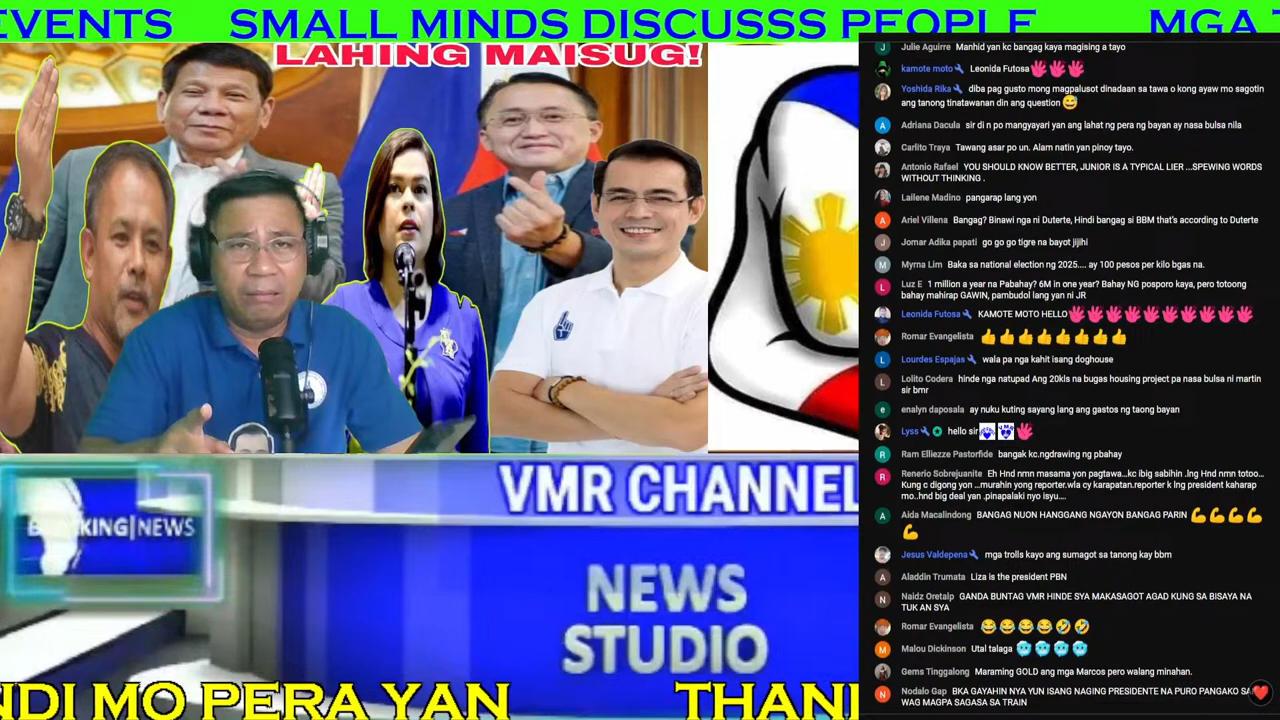 EVENTS SMALL MINDS DISCUSSS PEOPLE MGA
LAHING MAISUG!
VMR CHANNEL
KING|NEWS
NEWS
STUDIO
NDI MO PERA YAN THAN
Julie Aguirre Manhid yan kc bangag kaya magising a tayo
kamote moto Leonida Futosa
Yoshida Rika diba pag gusto mong magpalusot dinadaan sa tawa o kong ayaw mo sagotin
ang tanong tinatawanan din ang question
Adriana Dacula sir di n po mangyayari yan ang lahat ng pera ng bayan ay nasa bulsa nila
Carlito Traya Tawang asar po un. Alam natin yan pinoy tayo.
Antonio Rafael YOU SHOULD KNOW BETTER, JUNIOR IS A TYPICAL LIER ...SPEWING WORDS
WITHOUT THINKING .
Lailene Madino pangarap lang yon
Ariel Villena Bangag? Binawi nga ni Duterte, Hindi bangag si BBM that's according to Duterte
Jomar Adika papati go go go tigre na bayot jijihi
Myrna Lim Baka sa national election ng 2025.... ay 100 pesos per kilo bgas na.
Luz E 1 million a year na Pabahay? 6M in one year? Bahay NG posporo kaya, pero totoong
bahay mahirap GAWIN, pambudol lang yan ni JR
Leonida Futosa KAMOTE MOTO HELLO
Romar Evangelista
Lourdes Espajas wala pa nga kahit isang doghouse
Lolito Codera hinde nga natupad Ang 20kls na bugas housing project pa nasa bulsa ni martin
sir bmr
enalyn daposala ay nuku kuting sayang lang ang gastos ng taong bayan
Lyss hello sir
Ram Elliezze Pastorfide bangak kc.ngdrawing ng pbahay
Renerio Sobrejuanite Eh Hnd nmn masama yon pagtawa...kc ibig sabihin .lng Hnd nmn totoo...
Kung c digong yon ...murahin yong reporter.wla cy karapatan.reporter k lng president kaharap
mo..hnd big deal yan .pinapalaki nyo isyu....
Aida Macalindong BANGAG NUON HANGGANG NGAYON BANGAG PARIN
Jesus Valdepena mga trolls kayo ang sumagot sa tanong kay bbm
Aladdin Trumata Liza is the president PBN
Naidz Oretaip GANDA BUNTAG VMR HINDE SYA MAKASAGOT AGAD KUNG SA BISAYA NA
TUK AN SYA
Romar Evangelista
Malou Dickinson Utal talaga
Gems Tinggalong Maraming GOLD ang mga Marcos pero walang minahan.
Nodalo Gap BKA GAYAHIN NYA YUN ISANG NAGING PRESIDENTE NA PURO PANGAKO
WAG MAGPA SAGASA SA TRAIN